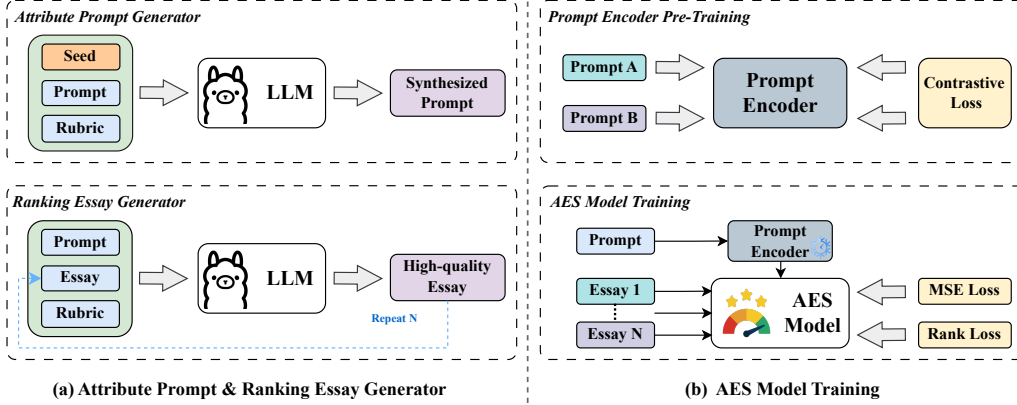 Attribute Prompt Generator
Seed
Prompt
Rubric
LLM
Synthesized
Prompt
Ranking Essay Generator
Prompt
Essay
Rubric
LLM
High-quality
Essay
Repeat N
(a) Attribute Prompt & Ranking Essay Generator
Prompt Encoder Pre-Training
Prompt A
Prompt B
Prompt
Encoder
Contrastive
Loss
AES Model Training
Prompt
Prompt
Encoder
Essay 1
Essay N
AES
Model
MSE Loss
Rank Loss
(b) AES Model Training